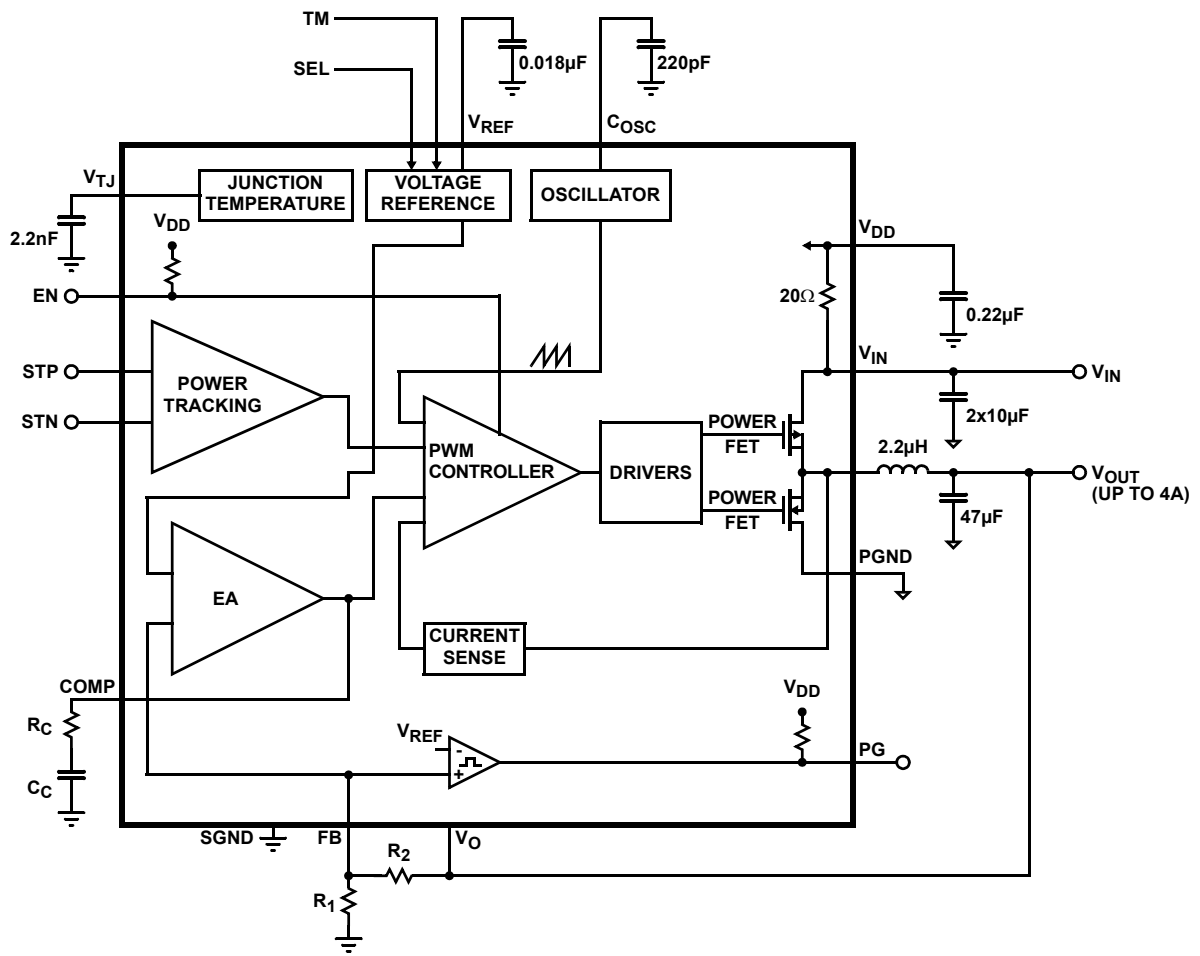 TM
SEL
0.018µF
220pF
VREF
COSC
VTJ
JUNCTION
TEMPERATURE
VOLTAGE
REFERENCE
OSCILLATOR
2.2nF
VDD
VDD
EN
20Ω
0.22µF
STP
STN
POWER
TRACKING
VIN
VIN
2x10µF
PWM
CONTROLLER
DRIVERS
POWER
FET
POWER
FET
2.2µH
VOUT
(UP TO 4A)
47µF
PGND
EA
CURRENT
SENSE
COMP
RC
CC
VDD
VREF
-
+
PG
SGND
FB
VO
R2
R1